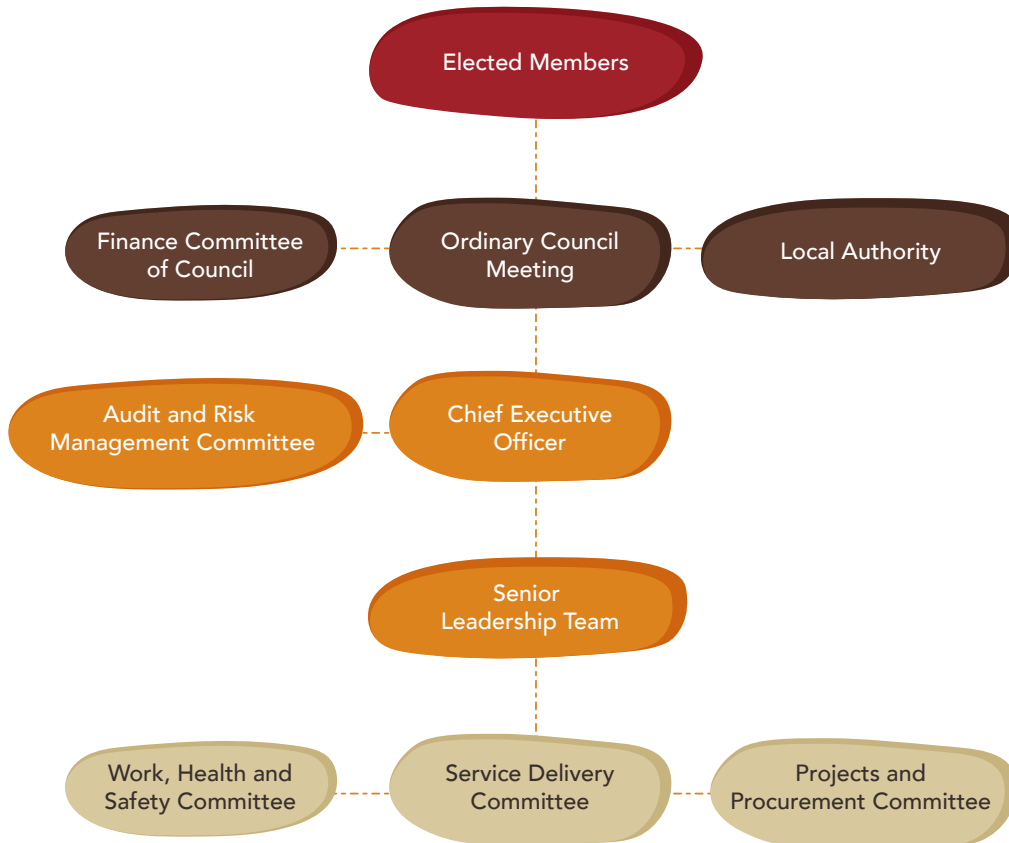 Elected Members
Finance Committee
of Council
Ordinary Council
Meeting
Local Authority
Audit and Risk
Management Committee
Chief Executive
Officer
Senior
Leadership Team
Work, Health and
Safety Committee
Service Delivery
Committee
Projects and
Procurement Committee